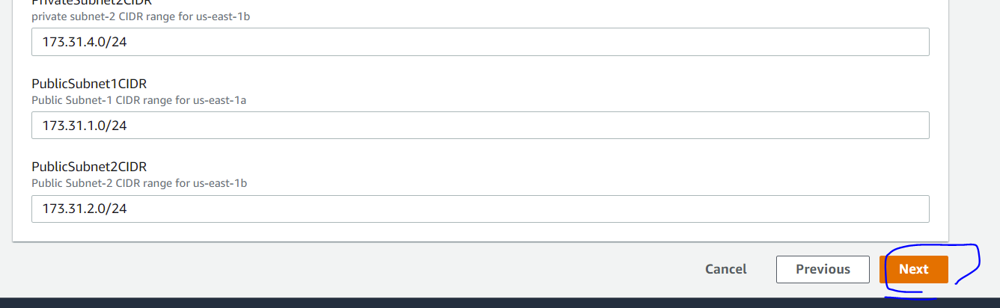 PrivateSubnet2CIDR
private subnet-2 CIDR range for us-east-1b
173.31.4.0/24
PublicSubnet1CIDR
Public Subnet-1 CIDR range for us-east-1a
173.31.1.0/24
PublicSubnet2CIDR
Public Subnet-2 CIDR range for us-east-1b
173.31.2.0/24
Cancel Previous Next